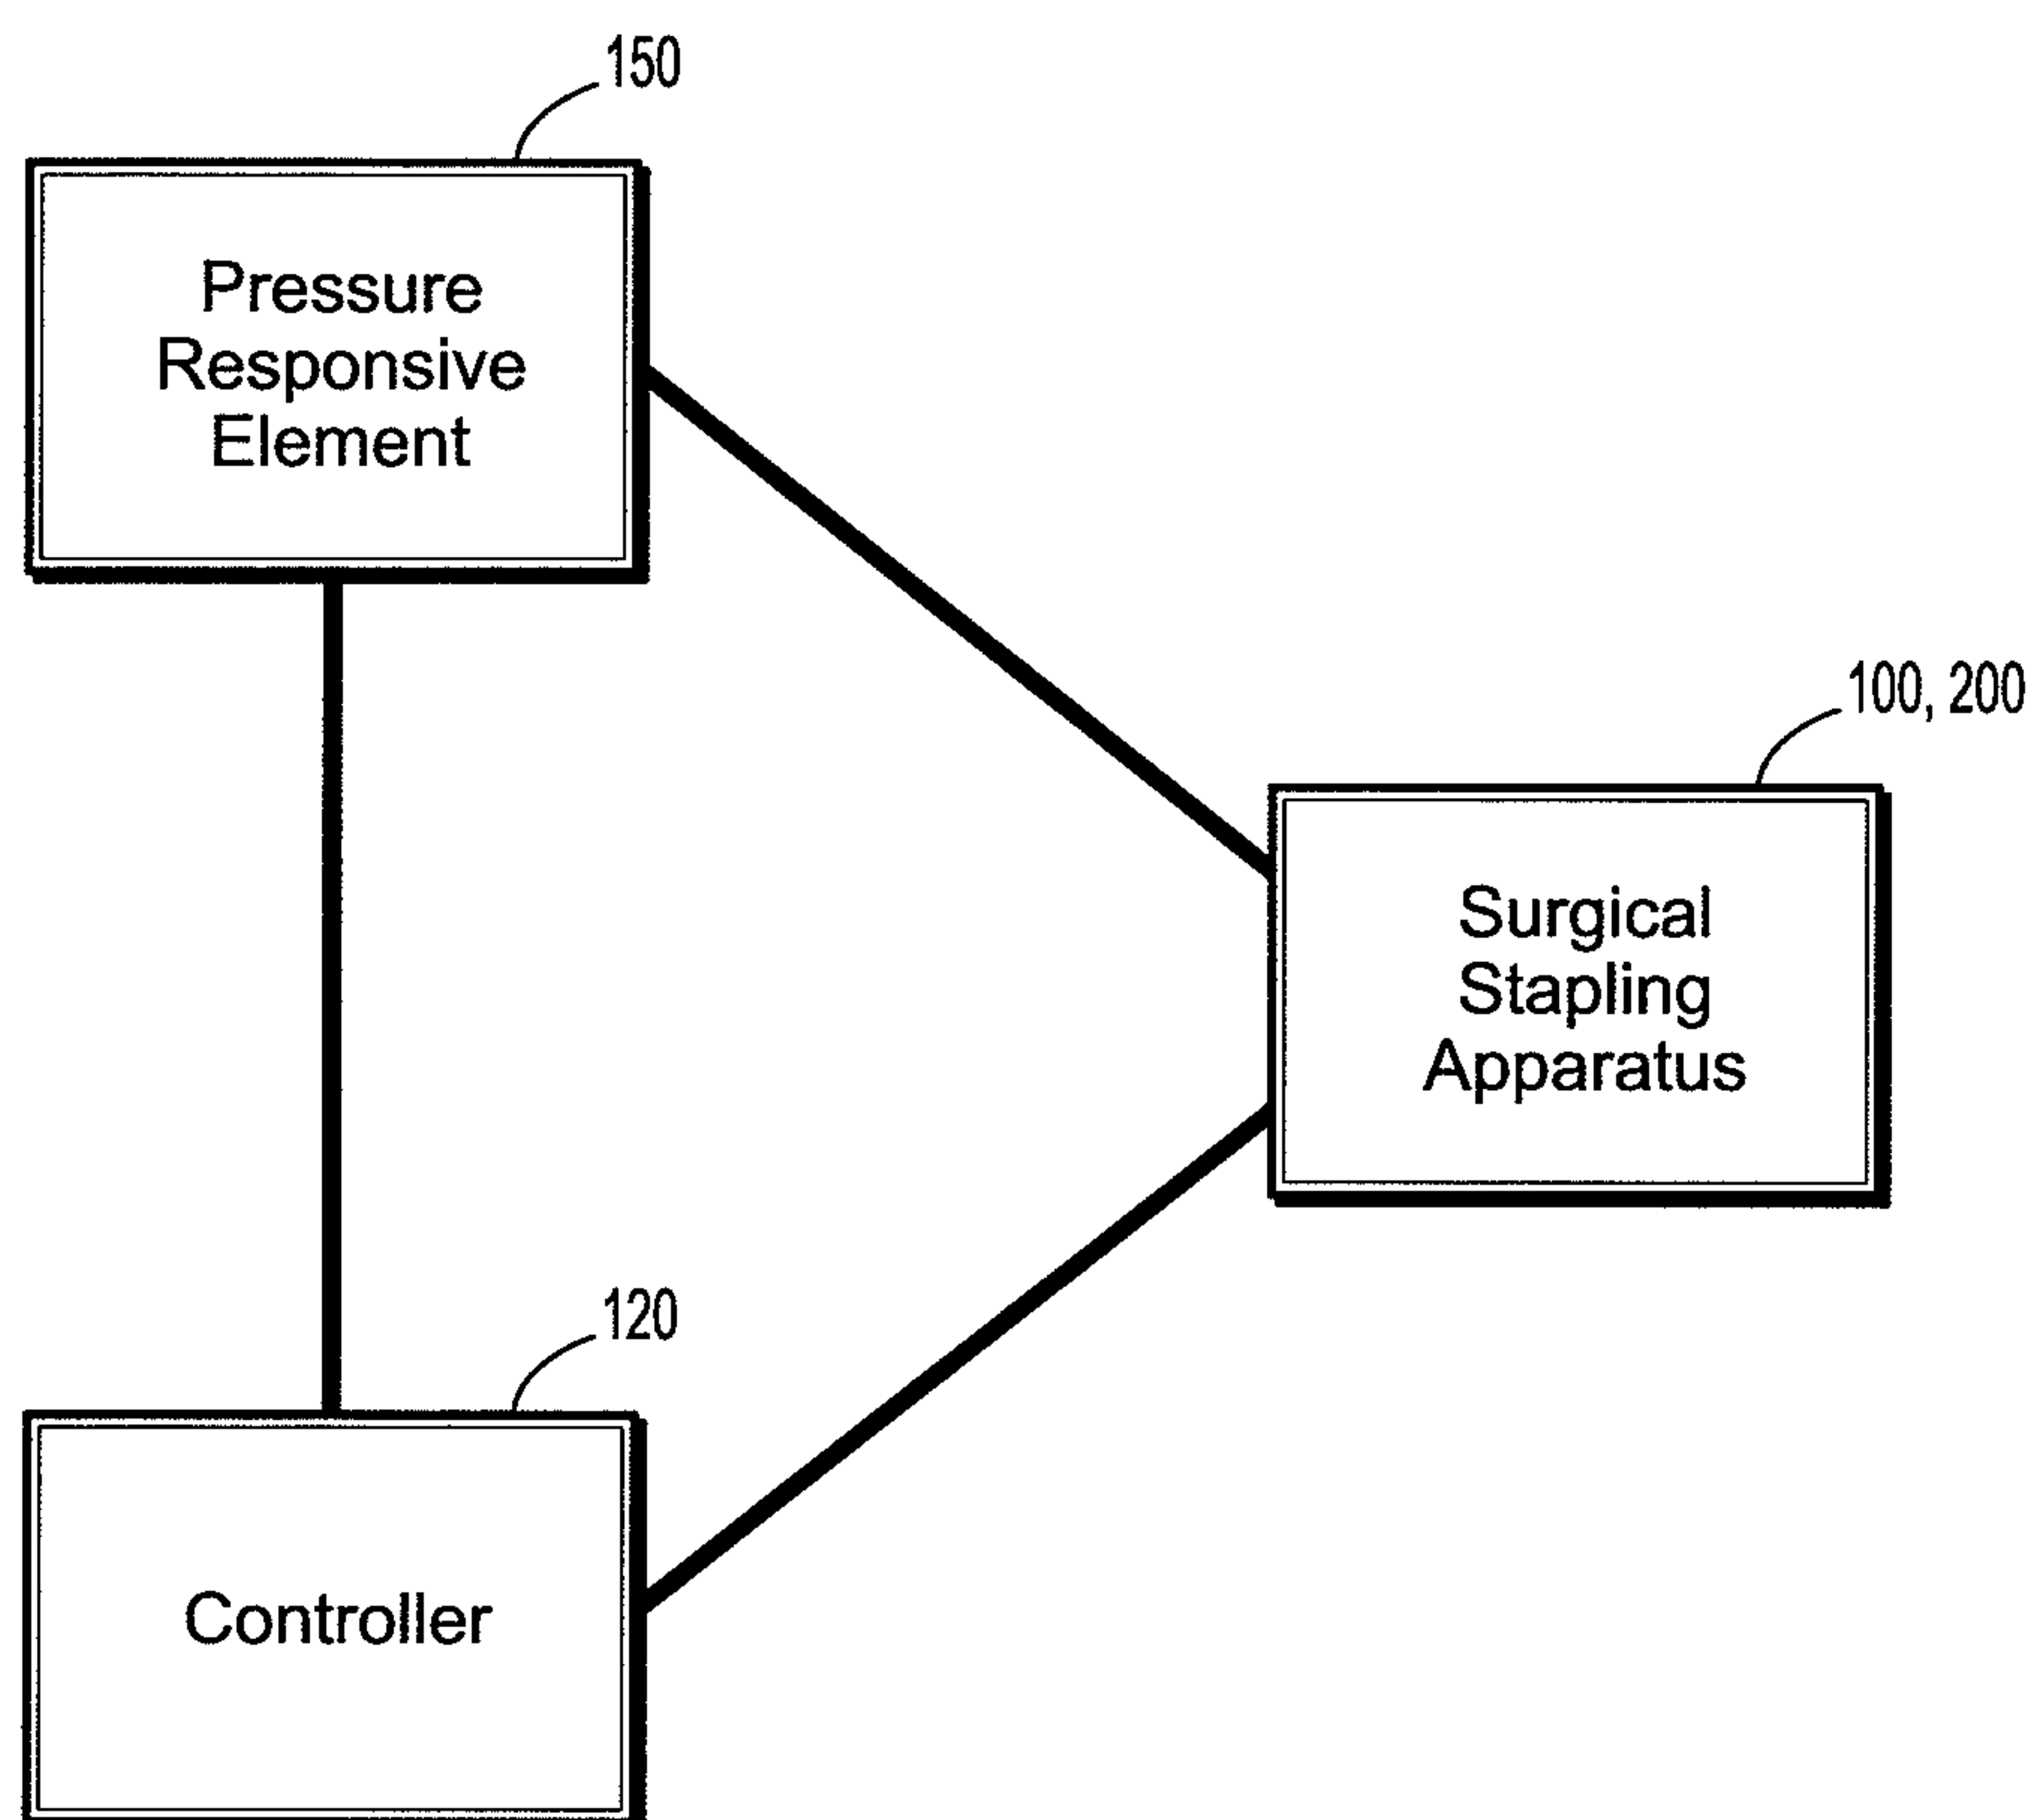 150
Pressure
Responsive
Element
100, 200
Surgical
Stapling
Apparatus
120
Controller